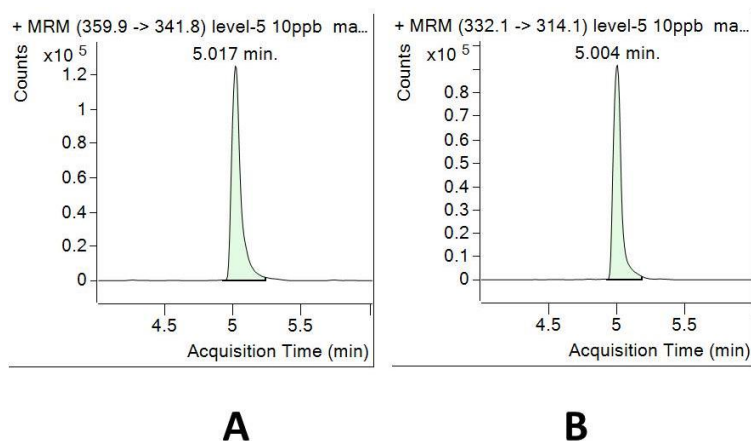 + MRM (359.9 -> 341.8) level-5 10ppb ma...
Counts
x10 5
5.017 min.
1.2
1
0.8
0.6
0.4
0.2
0
4.5 5 5.5
Acquisition Time (min)
A
+ MRM (332.1 -> 314.1) level-5 10ppb ma...
Counts
x10 5
5.004 min.
0.8
0.7
0.6
0.5
0.4
0.3
0.2
0.1
0
4.5 5 5.5
Acquisition Time (min)
B